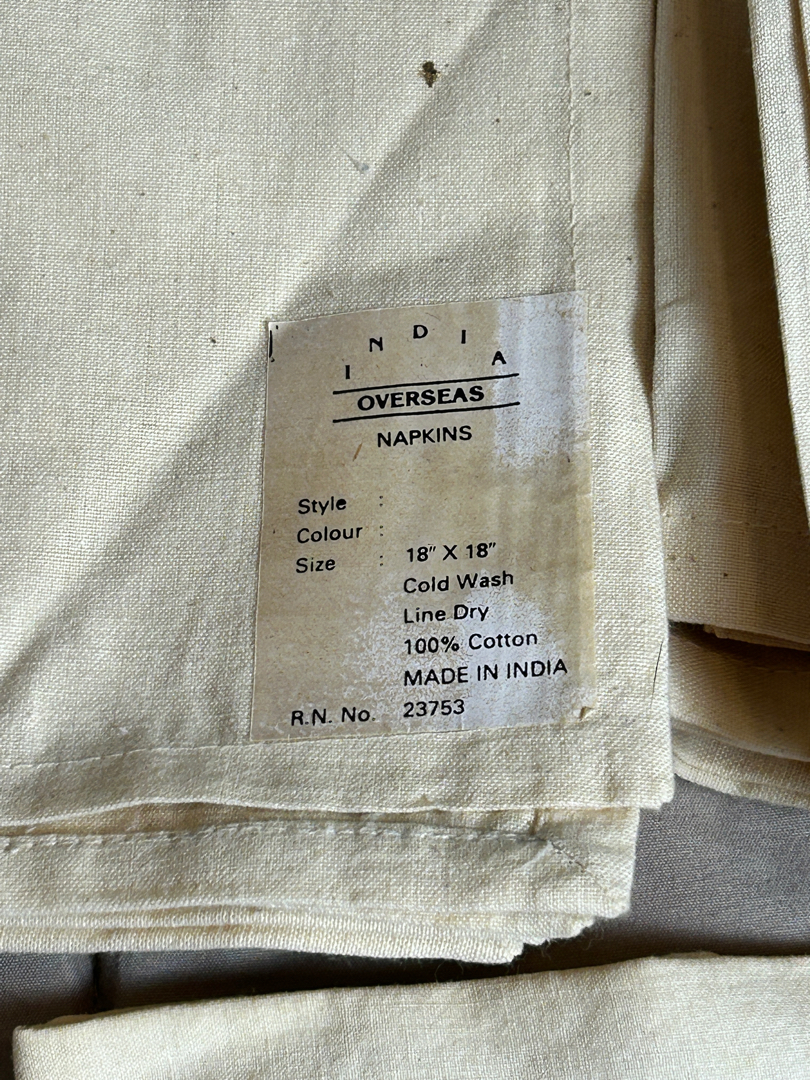 INDIA
OVERSEAS
NAPKINS
Style :
Colour :
Size : 18" X 18"
Cold Wash
Line Dry
100% Cotton
MADE IN INDIA
R.N. No. 23753